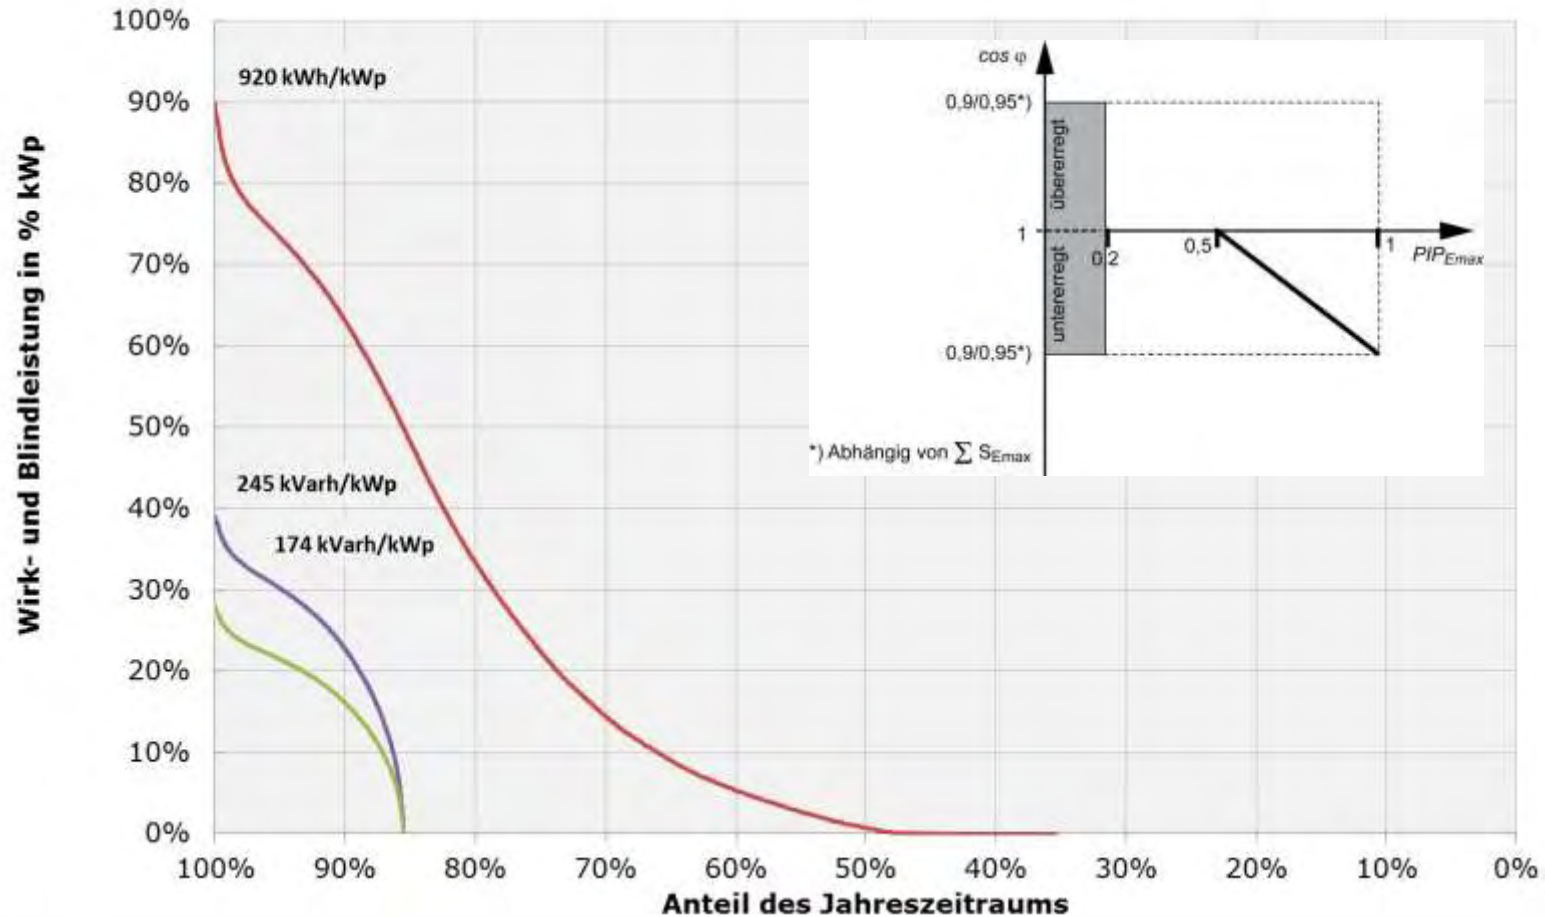 Wirk- und Blindleistung in % kWp
100%
90%
80%
70%
60%
50%
40%
30%
20%
10%
0%
920 kWh/kWp
245 kVarh/kWp
174 kVarh/kWp
cos φ
0,9/0,95*)
übererregt
1
0,2
0,5
1
P/PEmax
untererregt
0,9/0,95*)
*) Abhängig von ∑ SEmax
100%
90%
80%
70%
60%
50%
40%
30%
20%
10%
0%
Anteil des Jahreszeitraums